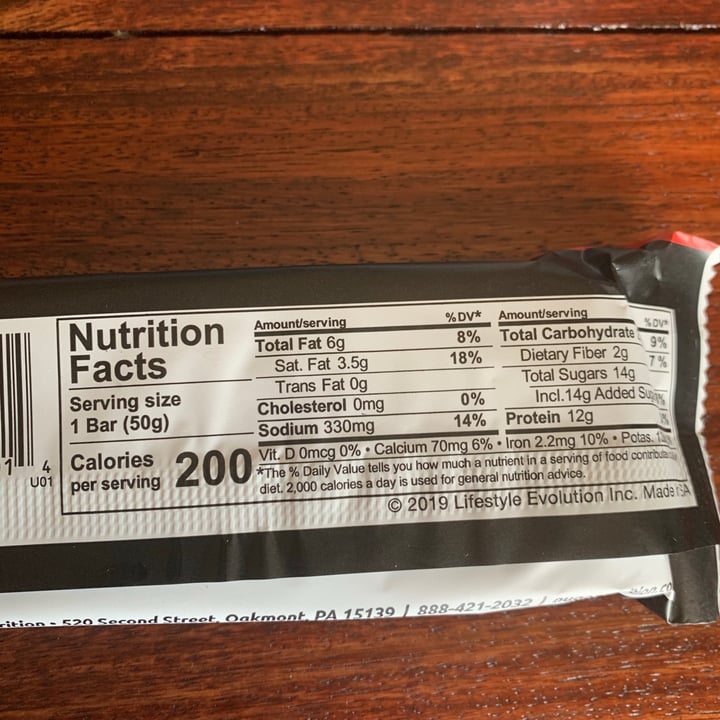 Nutrition
Facts
Serving size
1 Bar (50g)
Calories
per serving 200
Amount/serving %DV*
Total Fat 6g 8%
Sat. Fat 3.5g 18%
Trans Fat 0g
Cholesterol 0mg 0%
Sodium 330mg 14%
Amount/serving %DV*
Total Carbohydrate 9%
Dietary Fiber 2g 7%
Total Sugars 14g
Incl.14g Added
Protein 12g
Vit. D 0mcg 0% • Calcium 70mg 6% • Iron 2.2mg 10% • Potas.
*The % Daily Value tells you how much a nutrient in a serving of food
diet. 2,000 calories a day is used for general nutrition advice.
© 2019 Lifestyle Evolution Inc. Made
1 4
U01
520 Second Street, Oakmont, PA 15139 | 888-421-2032 |